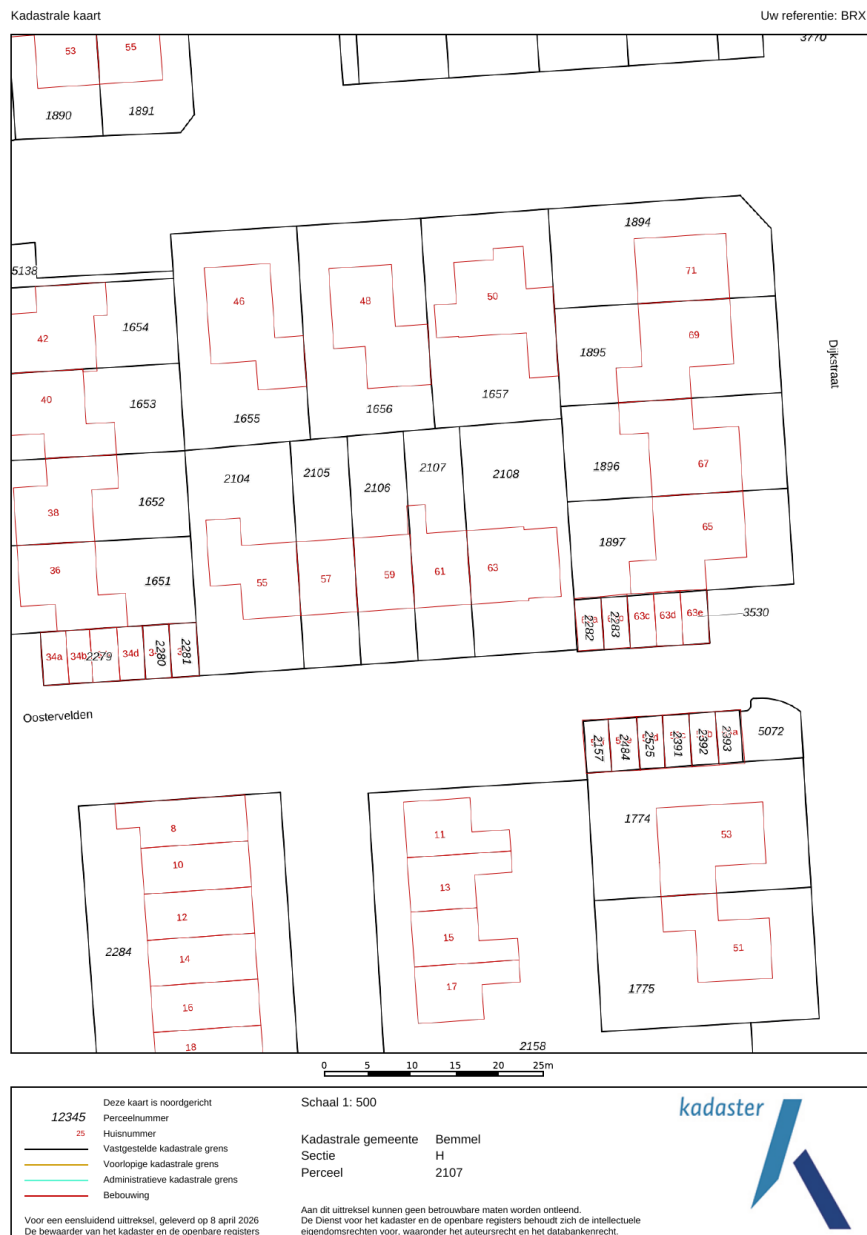 Kadastrale kaart
Uw referentie: BRX
53
55
3770
1890
1891
1894
5138
71
46
48
50
42
1654
69
1895
Dijkstraat
40
1653
1655
1656
1657
2104
2105
2106
2107
2108
1896
67
38
1652
65
1897
36
1651
55
57
59
61
63
2282
2283
63c
63d
63e
3530
34a
34b
2279
34d
2280
2281
Oostervelden
2157
2484
2525
2391
2392
2393
5072
1774
8
11
53
10
13
12
15
2284
14
51
17
1775
16
18
2158
0 5 10 15 20 25m
Deze kaart is noordgericht
12345 Perceelnummer
25 Huisnummer
Vastgestelde kadastrale grens
Voorlopige kadastrale grens
Administratieve kadastrale grens
Bebouwing
Schaal 1: 500
Kadastrale gemeente Bemmel
Sectie H
Perceel 2107
kadaster
Voor een eensluidend uittreksel, geleverd op 8 april 2026
De bewaarder van het kadaster en de openbare registers
Aan dit uittreksel kunnen geen betrouwbare maten worden ontleend.
De Dienst voor het kadaster en de openbare registers behoudt zich de intellectuele
eigendomsrechten voor, waaronder het auteursrecht en het databankenrecht.